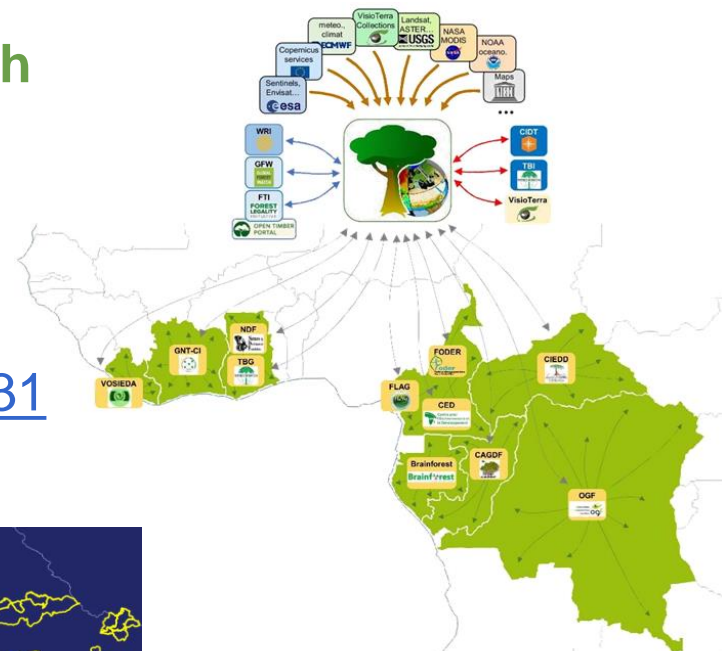 h
VisioTerra
Collections
meteo.,
climat
ECMWF
Landsat,
ASTER...
USGS
NASA
MODIS
NOAA
oceano.
Copernicus
services
Sentinels,
Envisat...
esa
Maps
...
WRI
GFW
FTI
FOREST
LEGALITY
OPEN TIMBER
PORTAL
CIDT
TBI
VisioTerra
31
NDF
GNT-CI
TBG
VOSIEDA
FODER
Foder
CIEDD
FLAG
CED
Brainforest
Brainforest
CAGDF
OGF